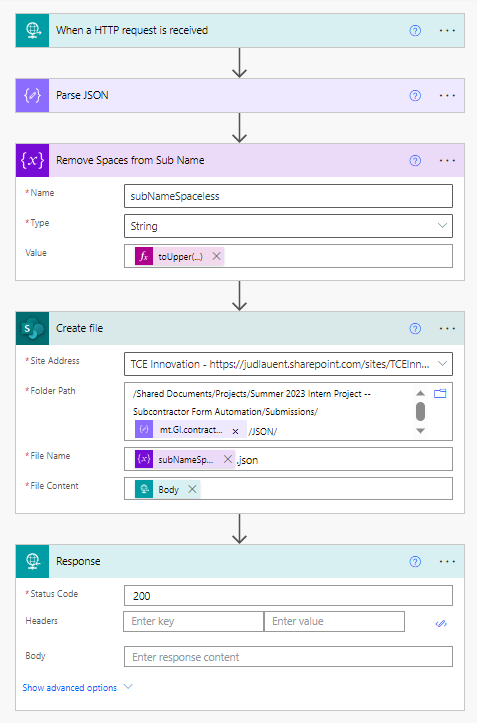 When a HTTP request is received
Parse JSON
{x} Remove Spaces from Sub Name
* Name subNameSpaceless
* Type String
Value fx toUpper(...)
Create file
* Site Address TCE Innovation - https://judlauent.sharepoint.com/sites/TCEInn...
* Folder Path /Shared Documents/Projects/Summer 2023 Intern Project --
Subcontractor Form Automation/Submissions/
mt.GI.contract... x /JSON/
* File Name {x} subNameSp... .json
* File Content Body
Response
* Status Code 200
Headers Enter key Enter value
Body Enter response content
Show advanced options